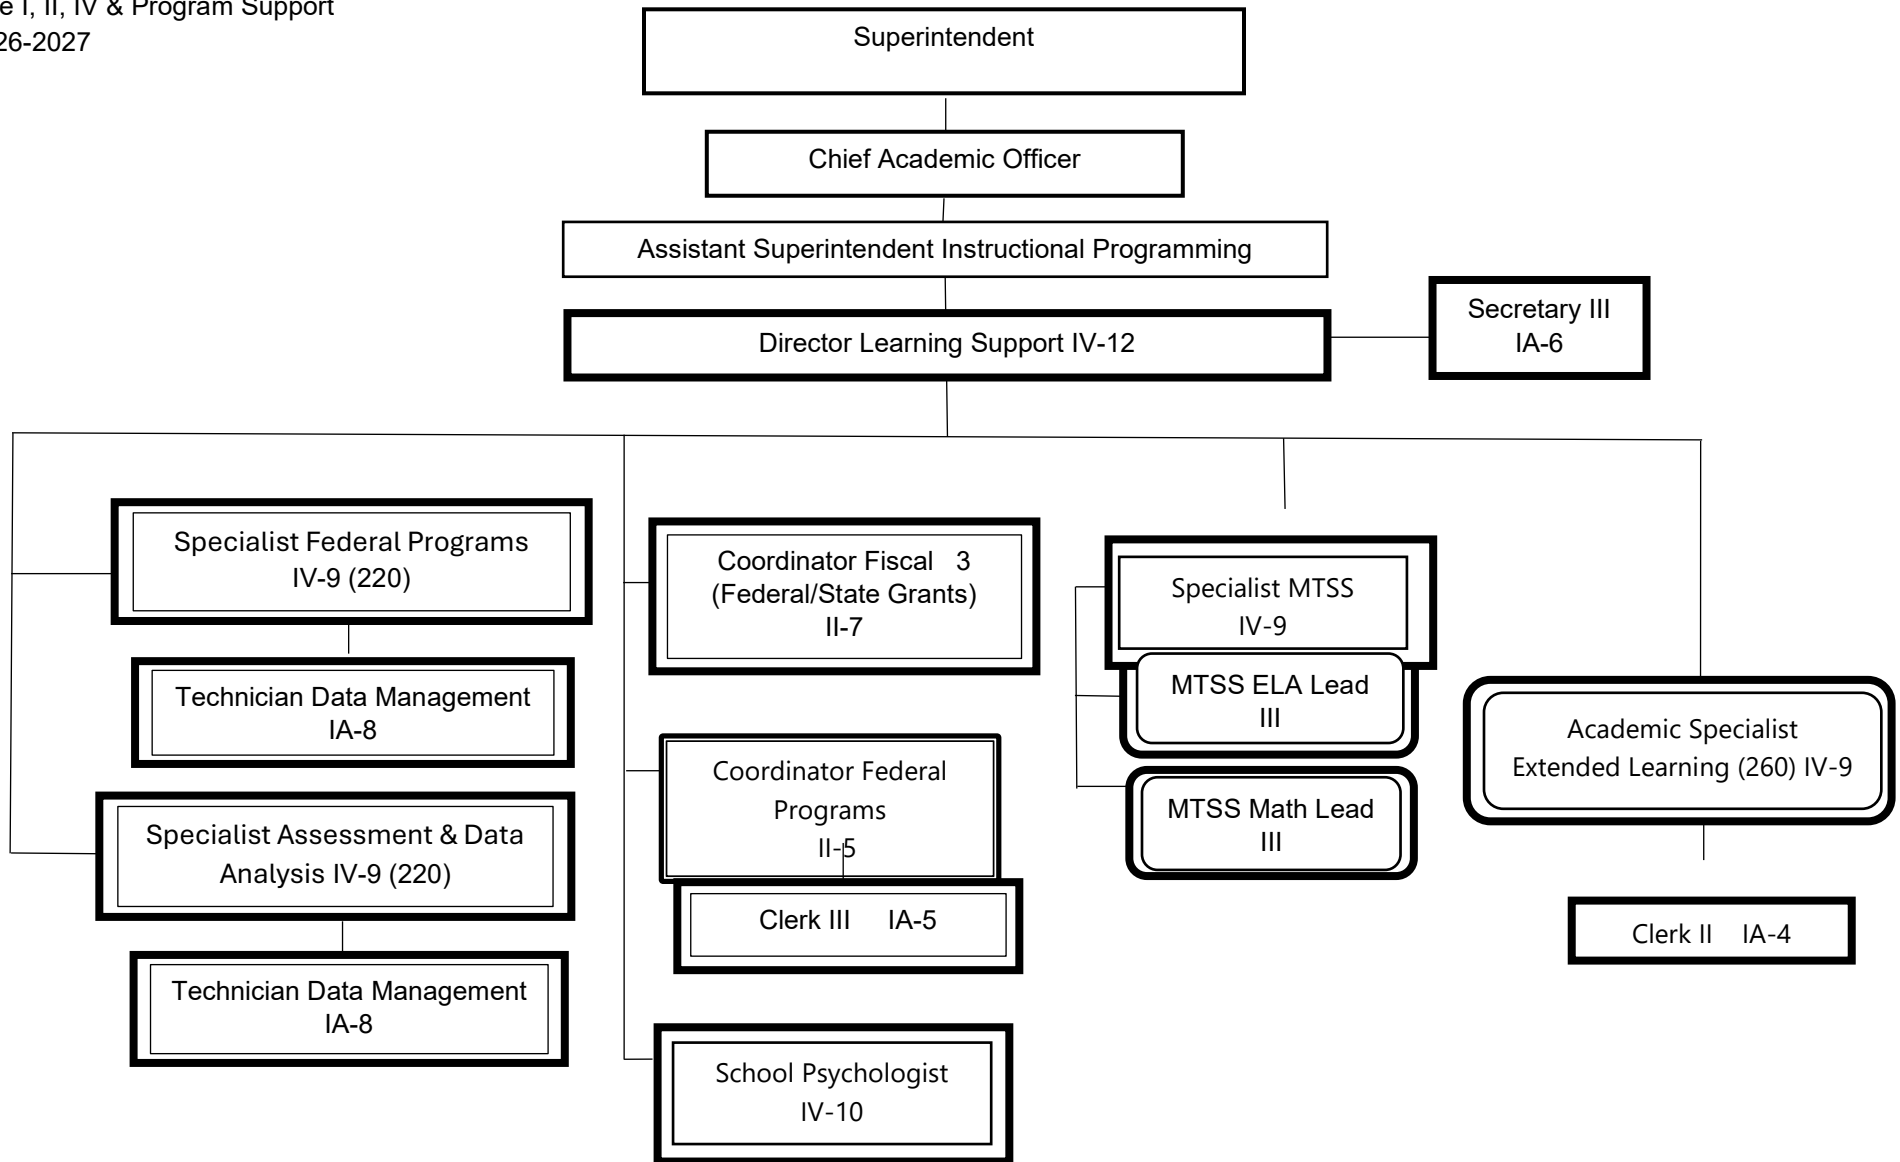 e I, II, IV & Program Support
26-2027
Superintendent
Chief Academic Officer
Assistant Superintendent Instructional Programming
Director Learning Support IV-12
Secretary III
IA-6
Specialist Federal Programs
IV-9 (220)
Technician Data Management
IA-8
Specialist Assessment & Data
Analysis IV-9 (220)
Technician Data Management
IA-8
Coordinator Fiscal 3
(Federal/State Grants)
II-7
Coordinator Federal
Programs
II-5
Clerk III IA-5
School Psychologist
IV-10
Specialist MTSS
IV-9
MTSS ELA Lead
III
MTSS Math Lead
III
Academic Specialist
Extended Learning (260) IV-9
Clerk II IA-4